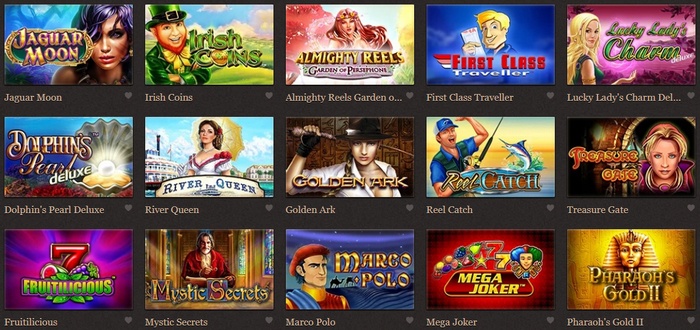 JAGUAR
MOON
Irish
Coins
ALMIGHTY REELS
GARDEN OF PERSEPHONE
FIRST CLASS
Traveller
Lucky Lady's
Charm
deluxe
Jaguar Moon
Irish Coins
Almighty Reels Garden o...
First Class Traveller
Lucky Lady's Charm Del...
DOLPHIN'S
Pearl
deluxe
RIVER QUEEN
GOLDEN ARK
Reel Catch
TREASURE
GATE
Dolphin's Pearl Deluxe
River Queen
Golden Ark
Reel Catch
Treasure Gate
7
FRUITILICIOUS
Mystic Secrets
MARCO
POLO
777
MEGA
JOKER
PHARAOH'S
GOLD II
Fruitilicious
Mystic Secrets
Marco Polo
Mega Joker
Pharaoh's Gold II